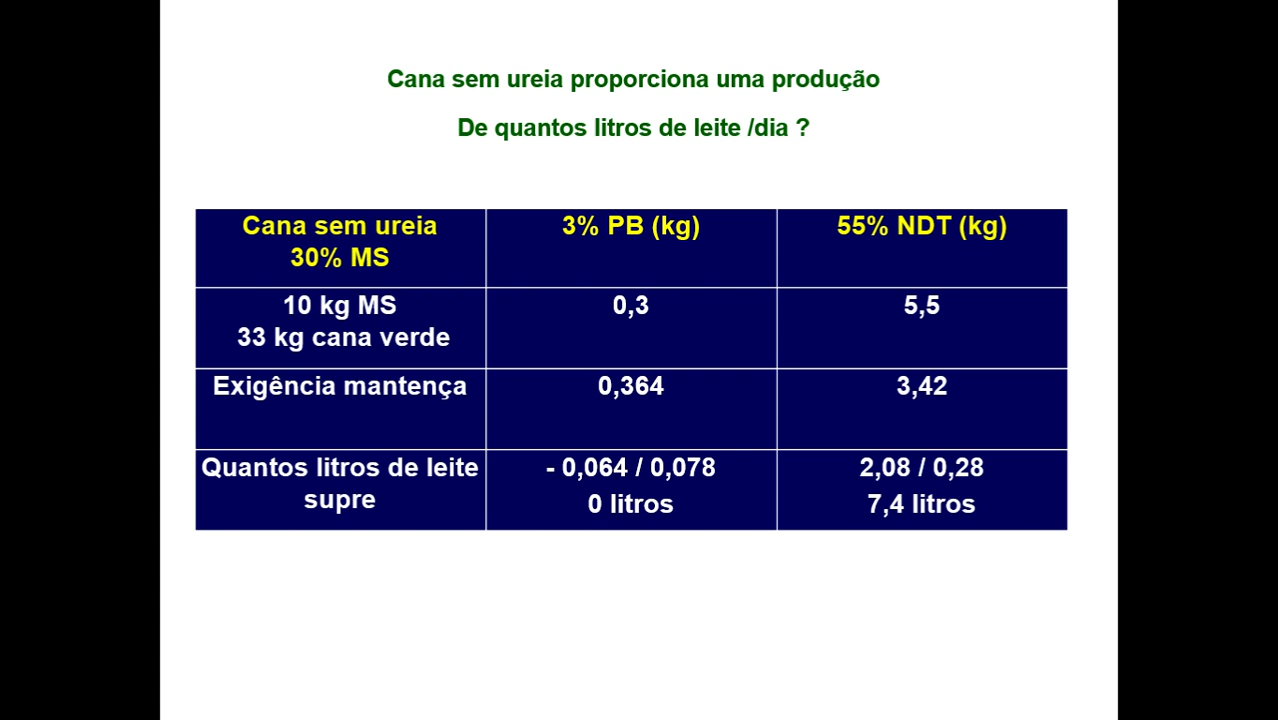 Cana sem ureia proporciona uma produção
De quantos litros de leite /dia ?
Cana sem ureia
30% MS
3% PB (kg)
55% NDT (kg)
10 kg MS
33 kg cana verde
0,3
5,5
Exigência mantença
0,364
3,42
Quantos litros de leite
supre
- 0,064 / 0,078
0 litros
2,08 / 0,28
7,4 litros